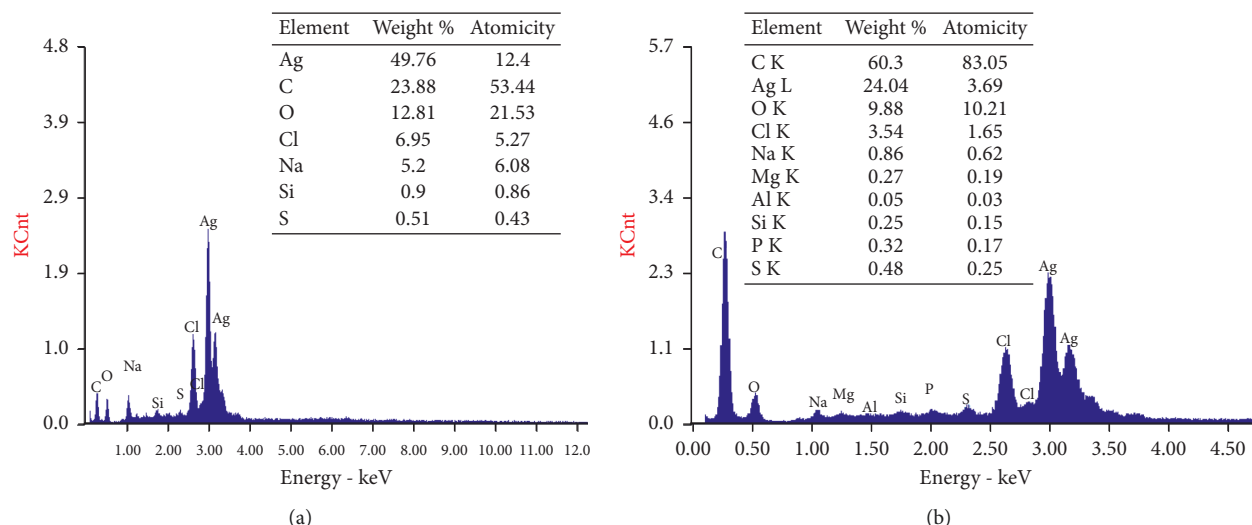 Element Weight % Atomicity
Ag 49.76 12.4
C 23.88 53.44
O 12.81 21.53
Cl 6.95 5.27
Na 5.2 6.08
Si 0.9 0.86
S 0.51 0.43
4.8
3.9
2.9
1.9
1.0
0.0
KCnt
C
O
Na
Si
S
Cl
Cl
Ag
Ag
1.00 2.00 3.00 4.00 5.00 6.00 7.00 8.00 9.00 10.00 11.00 12.0
Energy - keV
(a)
Element Weight % Atomicity
C K 60.3 83.05
Ag L 24.04 3.69
O K 9.88 10.21
Cl K 3.54 1.65
Na K 0.86 0.62
Mg K 0.27 0.19
Al K 0.05 0.03
Si K 0.25 0.15
P K 0.32 0.17
S K 0.48 0.25
5.7
4.6
3.4
2.3
1.1
0.0
KCnt
C
O
Na
Mg
Al
Si
P
S
Cl
Cl
Ag
Ag
0.00 0.50 1.00 1.50 2.00 2.50 3.00 3.50 4.00 4.50
Energy - keV
(b)